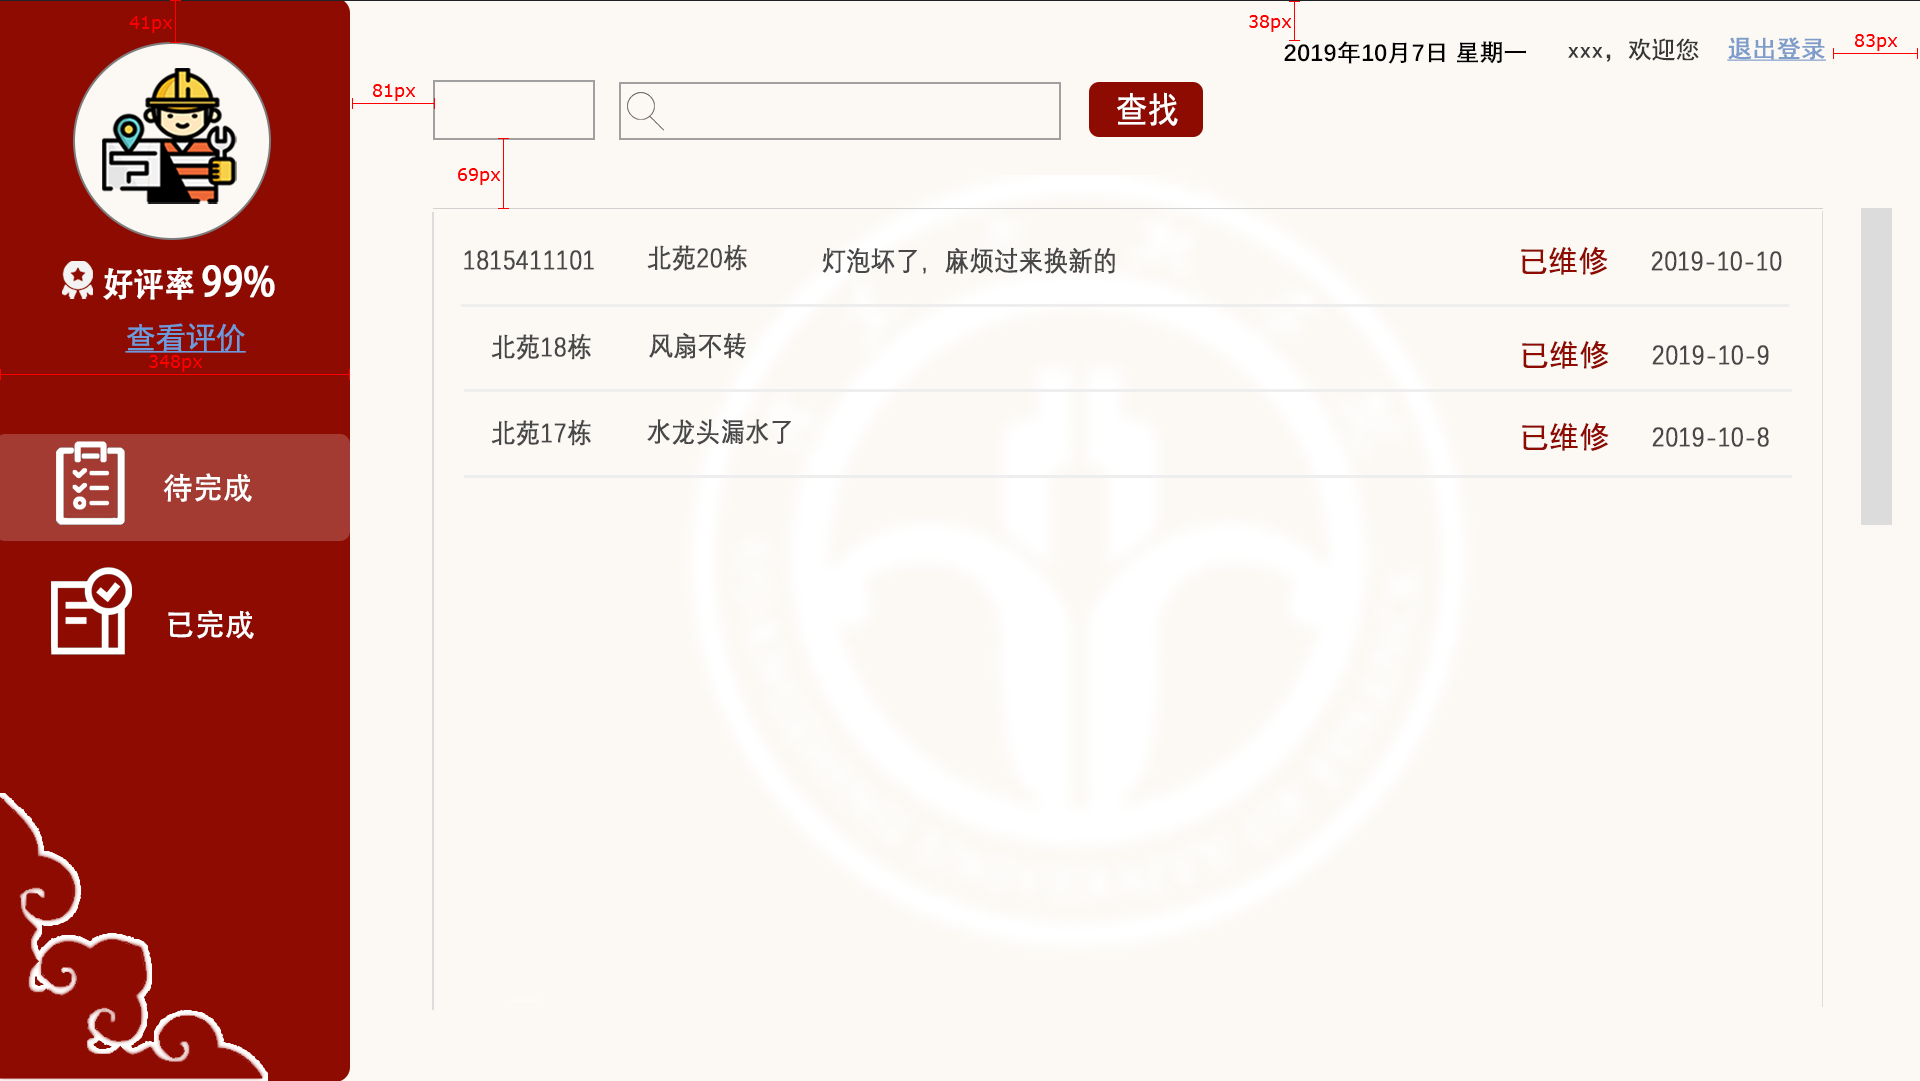 41px
38px
2019年10月7日 星期一 xxx，欢迎您 退出登录 83px
81px
查找
69px
1815411101 北苑20栋 灯泡坏了，麻烦过来换新的 已维修 2019-10-10
好评率 99%
查看评价
348px
北苑18栋 风扇不转 已维修 2019-10-9
北苑17栋 水龙头漏水了 已维修 2019-10-8
待完成
已完成